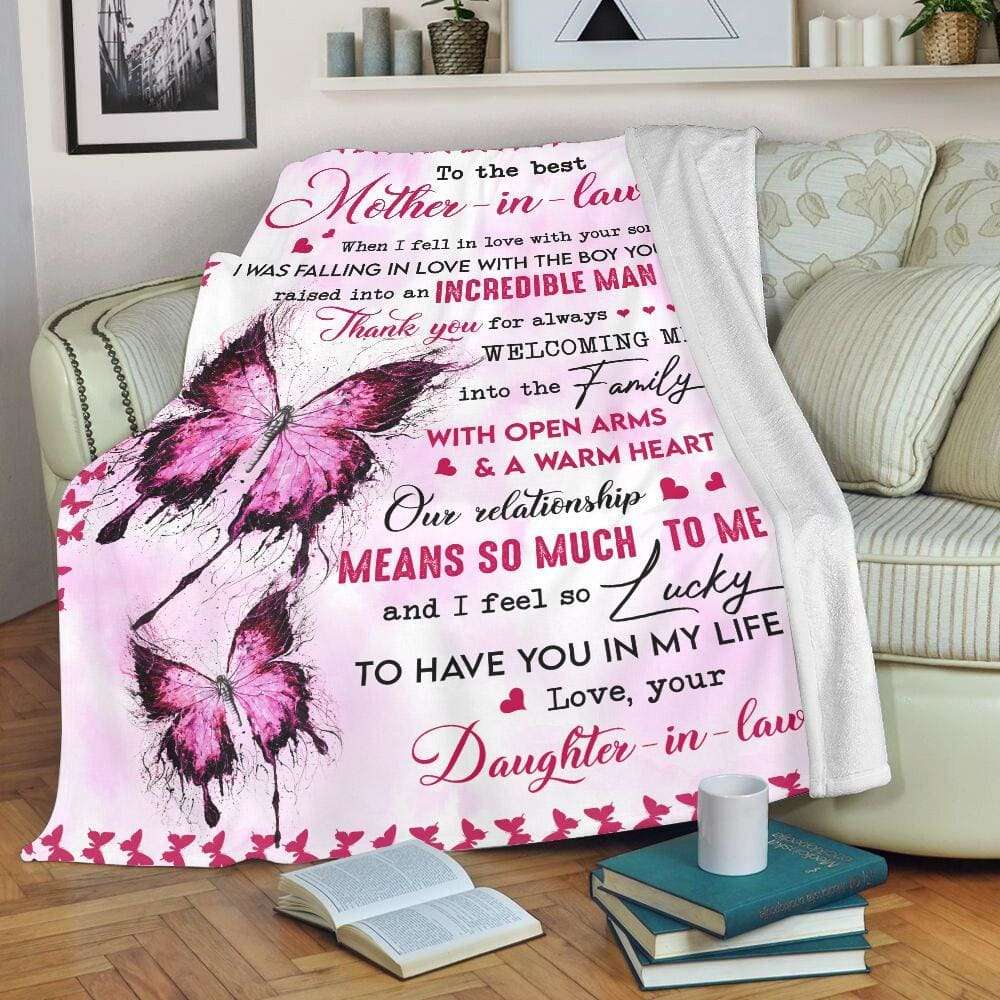 To the best
Mother-in-law
When I fell in love with your son
I WAS FALLING IN LOVE WITH THE BOY YOU
raised into an INCREDIBLE MAN
Thank you for always
WELCOMING M
into the Family
WITH OPEN ARMS
& A WARM HEART
Our relationship
MEANS SO MUCH TO ME
and I feel so Lucky
TO HAVE YOU IN MY LIFE
Love, your
Daughter-in-law